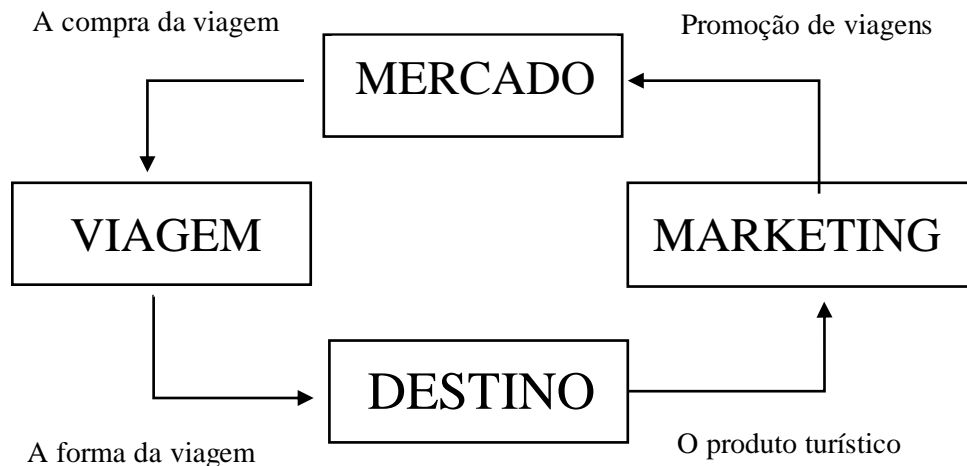 A compra da viagem
Promoção de viagens
MERCADO
VIAGEM
MARKETING
DESTINO
A forma da viagem
O produto turístico